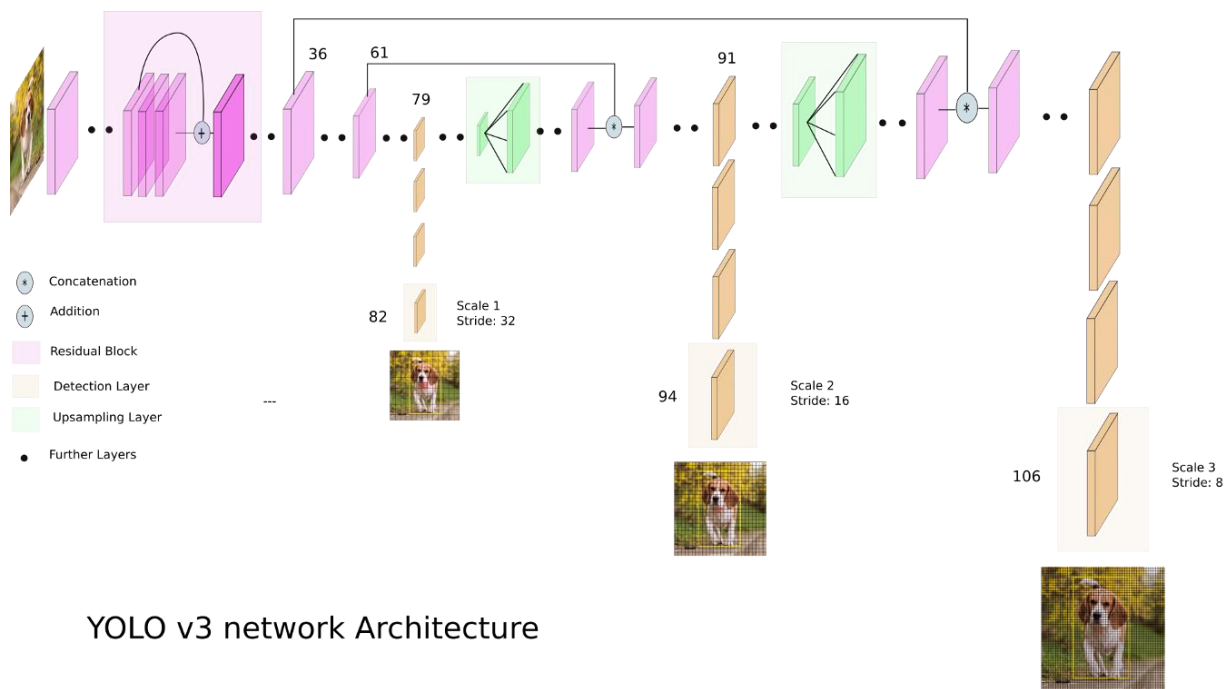 36
61
91
79
*
+
*
*
Concatenation
+
Addition
Residual Block
Detection Layer
Upsampling Layer
Further Layers
---
82
Scale 1
Stride: 32
94
Scale 2
Stride: 16
106
Scale 3
Stride: 8
YOLO v3 network Architecture